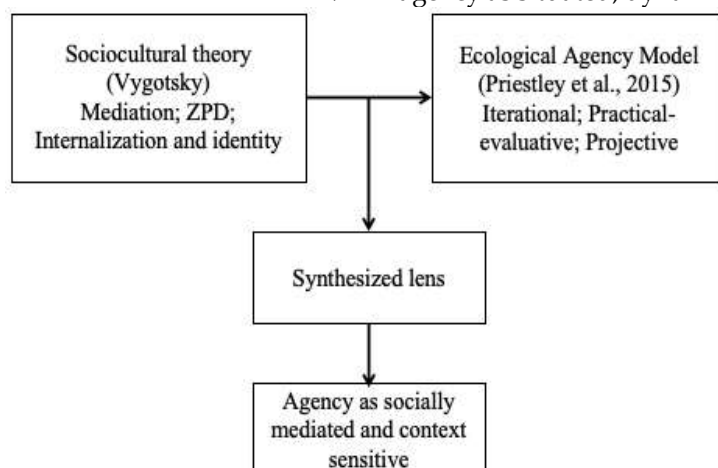 Sociocultural theory
(Vygotsky)
Mediation; ZPD;
Internalization and identity
Ecological Agency Model
(Priestley et al., 2015)
Iterational; Practical-
evaluative; Projective
Synthesized lens
Agency as socially
mediated and context
sensitive